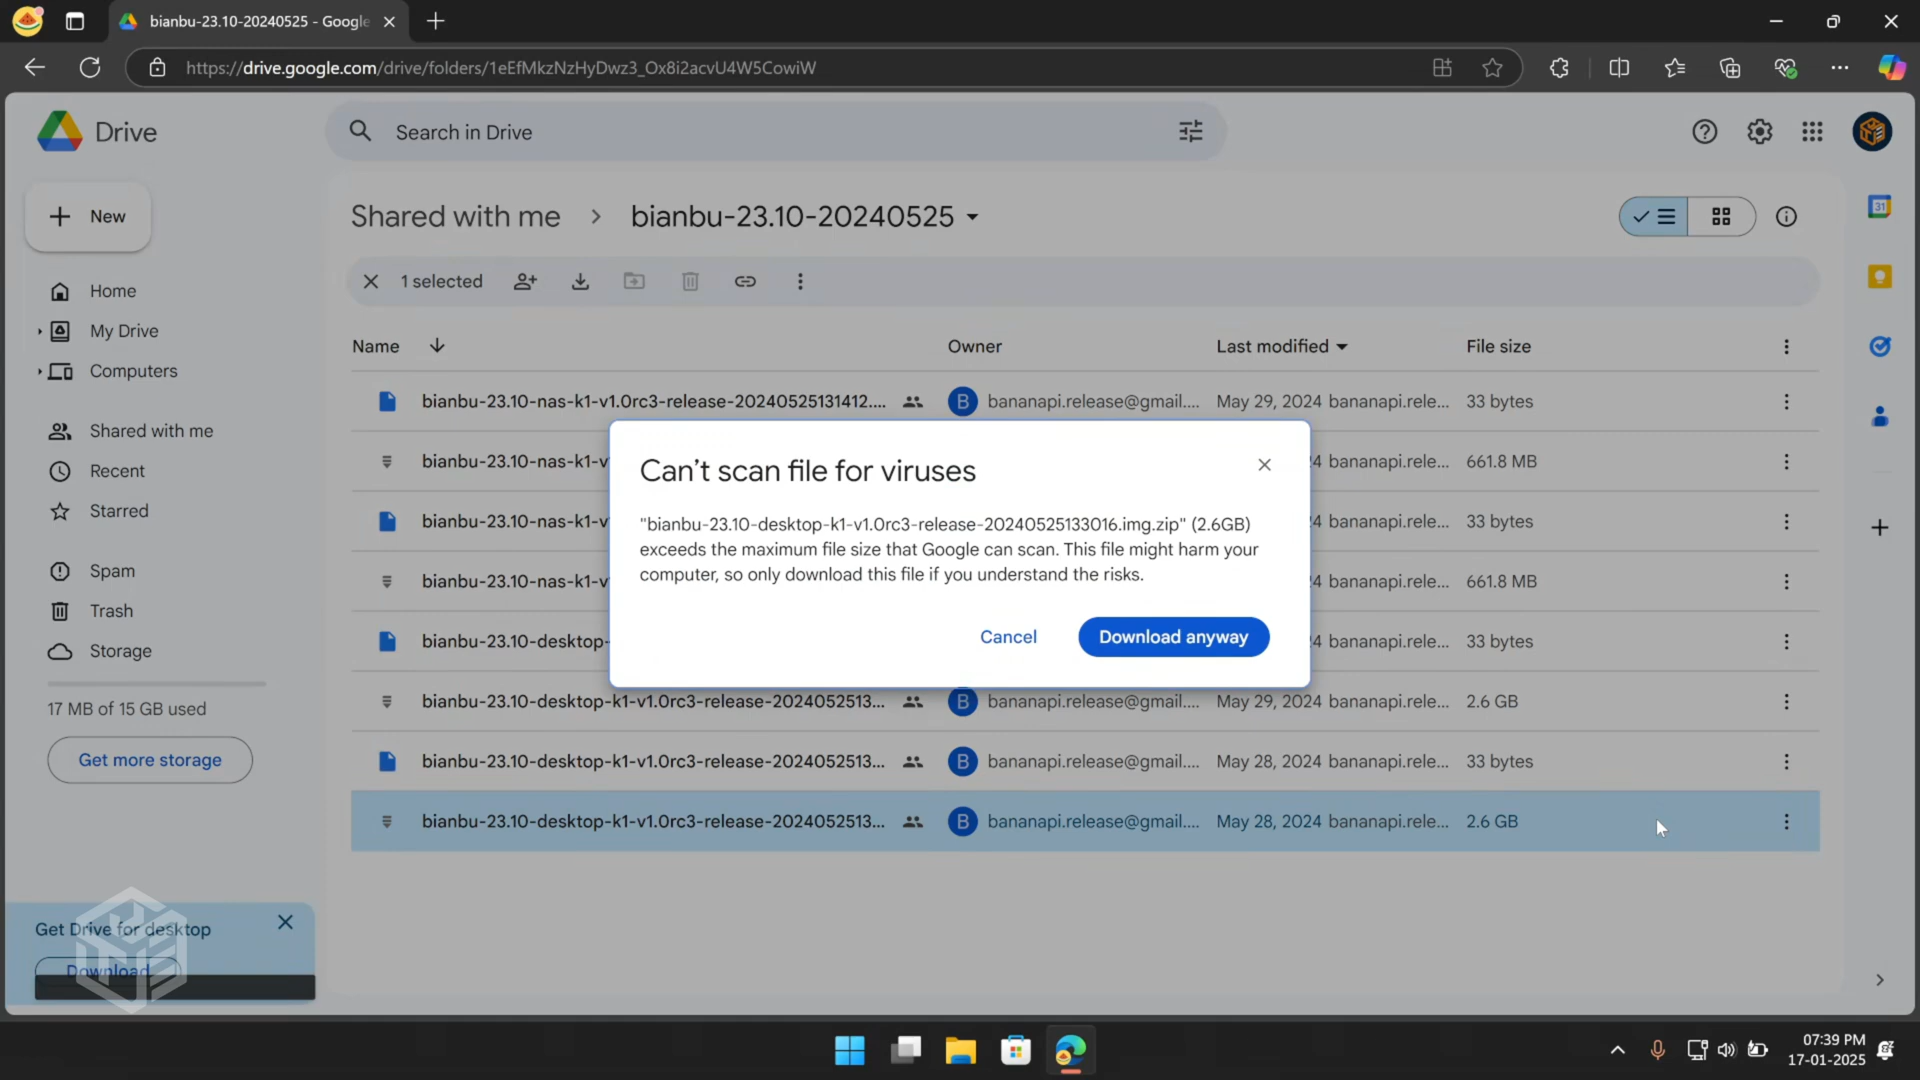 bianbu-23.10-20240525 - Google
https://drive.google.com/drive/folders/1eEfMkzNzHyDwz3_Ox8i2acvU4W5CowiW
Drive
Search in Drive
New
Shared with me > bianbu-23.10-20240525
31
1 selected
Home
My Drive
Computers
Shared with me
Recent
Starred
Spam
Trash
Storage
17 MB of 15 GB used
Get more storage
Get Drive for desktop
Download
Name Owner Last modified File size
bianbu-23.10-nas-k1-v1.0rc3-release-20240525131412.... B bananapi.release@gmail.... May 29, 2024 bananapi.rele... 33 bytes
bianbu-23.10-nas-k1-v 4 bananapi.rele... 661.8 MB
bianbu-23.10-nas-k1-v 4 bananapi.rele... 33 bytes
bianbu-23.10-nas-k1-v 4 bananapi.rele... 661.8 MB
bianbu-23.10-desktop- 4 bananapi.rele... 33 bytes
bianbu-23.10-desktop-k1-v1.0rc3-release-2024052513... B bananapi.release@gmail.... May 29, 2024 bananapi.rele... 2.6 GB
bianbu-23.10-desktop-k1-v1.0rc3-release-2024052513... B bananapi.release@gmail.... May 28, 2024 bananapi.rele... 33 bytes
bianbu-23.10-desktop-k1-v1.0rc3-release-2024052513... B bananapi.release@gmail.... May 28, 2024 bananapi.rele... 2.6 GB
Can't scan file for viruses
"bianbu-23.10-desktop-k1-v1.0rc3-release-20240525133016.img.zip" (2.6GB)
exceeds the maximum file size that Google can scan. This file might harm your
computer, so only download this file if you understand the risks.
Cancel Download anyway
07:39 PM
17-01-2025